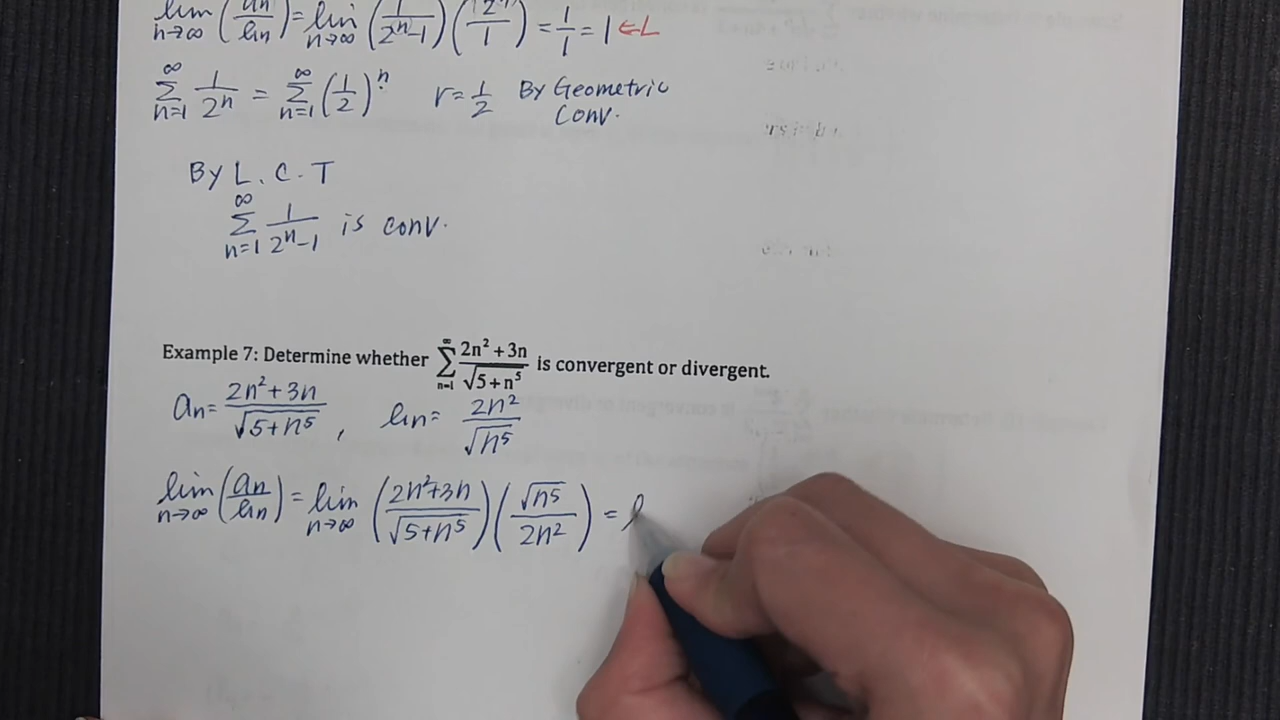 lim n→∞ (an/bn) = lim n→∞ (1/2^n-1)(2^n/1) = 1/1 = 1 ← L
∞ Σ n=1 1/2^n = ∞ Σ n=1 (1/2)^n r = 1/2 By Geometric Conv.
By L.C.T
∞ Σ n=1 1/2^n-1 is conv.
Example 7: Determine whether ∞ Σ n=1 2n²+3n/√5+n⁵ is convergent or divergent.
an = 2n²+3n/√5+n⁵ , bn = 2n²/√n⁵
lim n→∞ (an/bn) = lim n→∞ (2n²+3n/√5+n⁵)(√n⁵/2n²) =